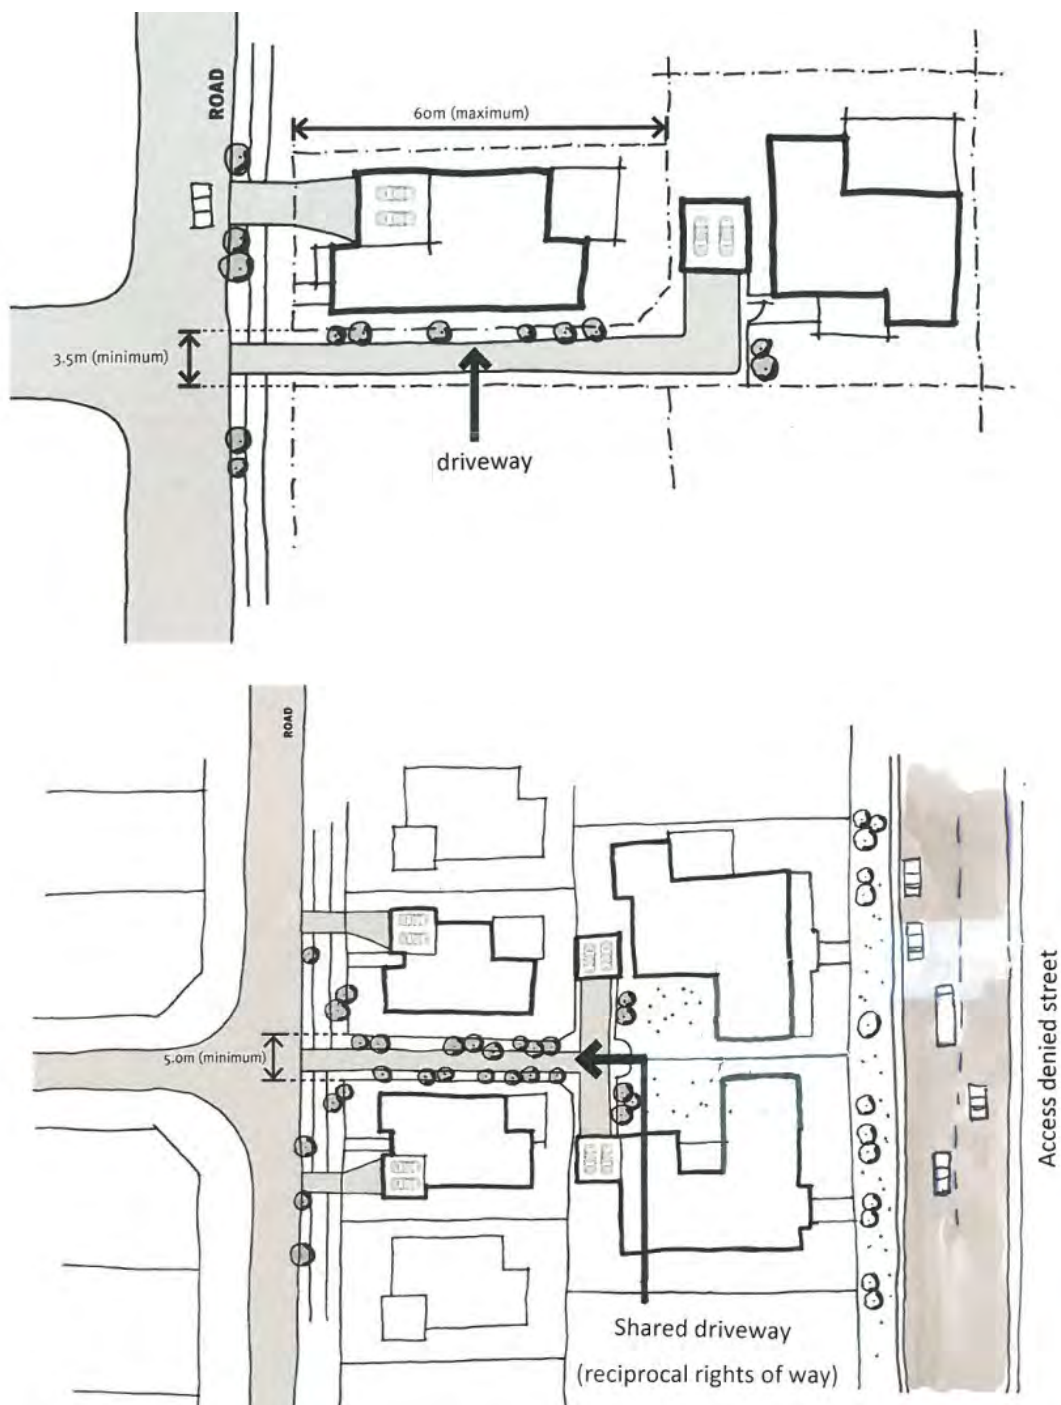 ROAD
60m (maximum)
3.5m (minimum)
driveway
ROAD
5.0m (minimum)
Access denied street
Shared driveway
(reciprocal rights of way)